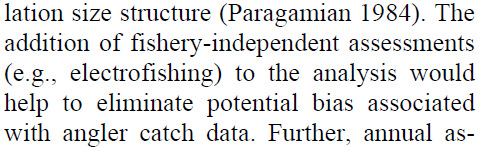 lation size structure (Paragamian 1984). The
addition of fishery-independent assessments
(e.g., electrofishing) to the analysis would
help to eliminate potential bias associated
with angler catch data. Further, annual as-